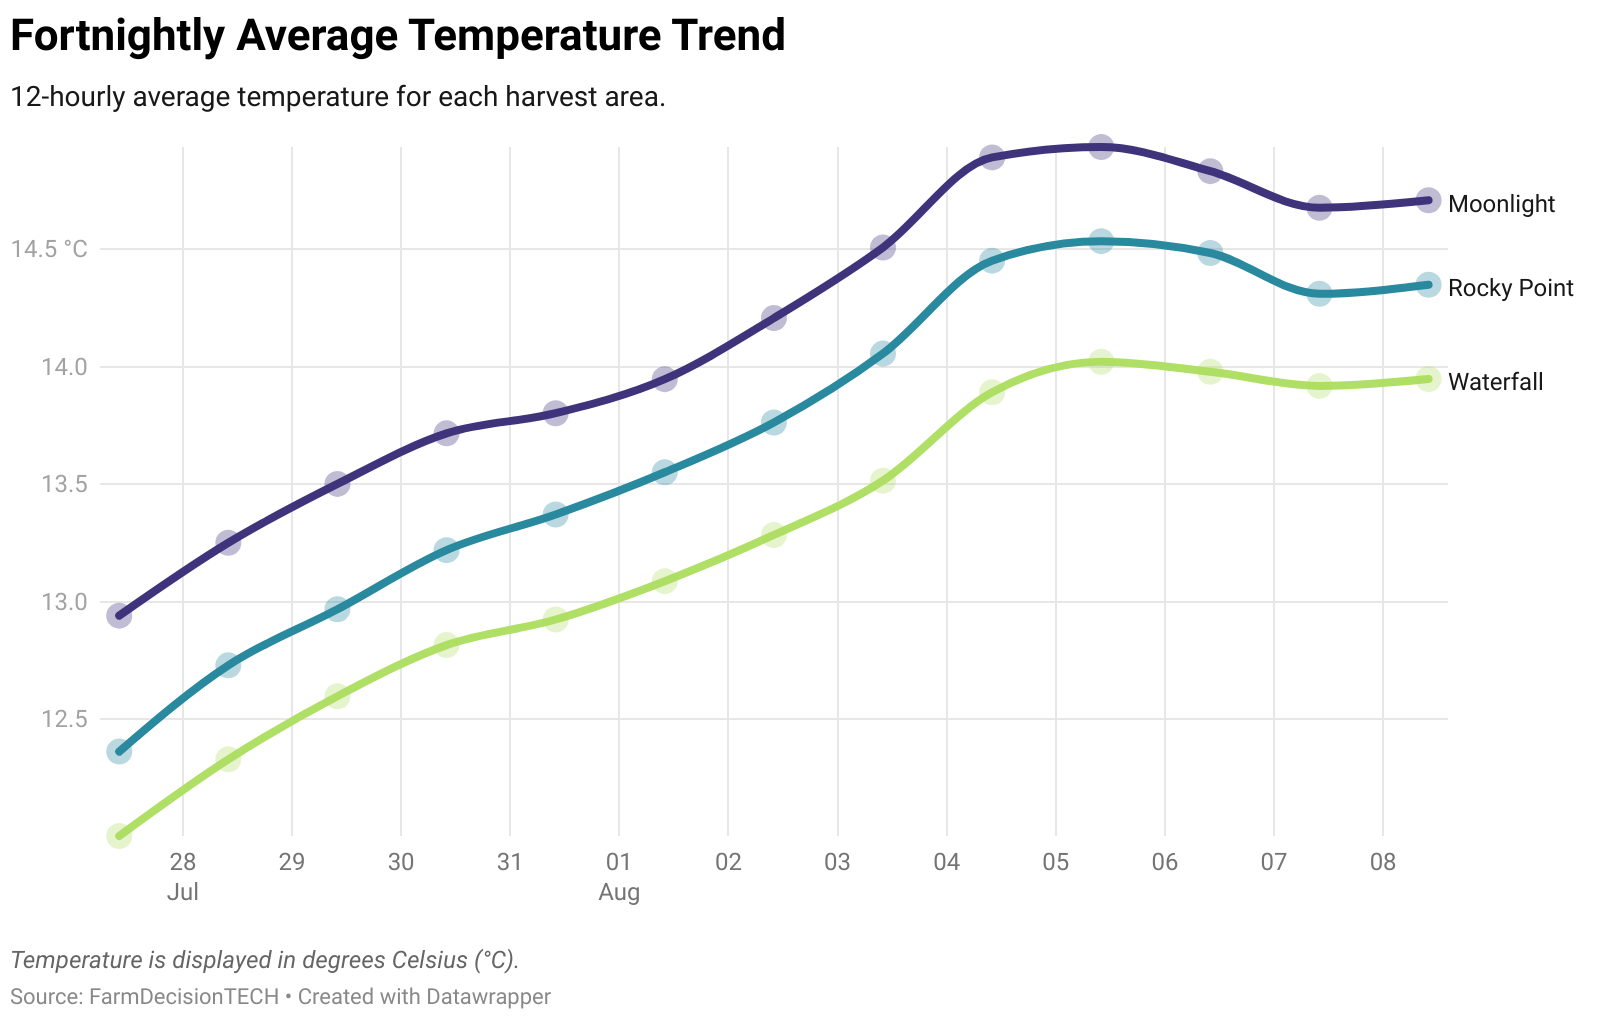 Fortnightly Average Temperature Trend
12-hourly average temperature for each harvest area.
Moonlight
14.5 °C
Rocky Point
14.0
Waterfall
13.5
13.0
12.5
28 29 30 31 01 02 03 04 05 06 07 08
Jul Aug
Temperature is displayed in degrees Celsius (°C).
Source: FarmDecisionTECH • Created with Datawrapper